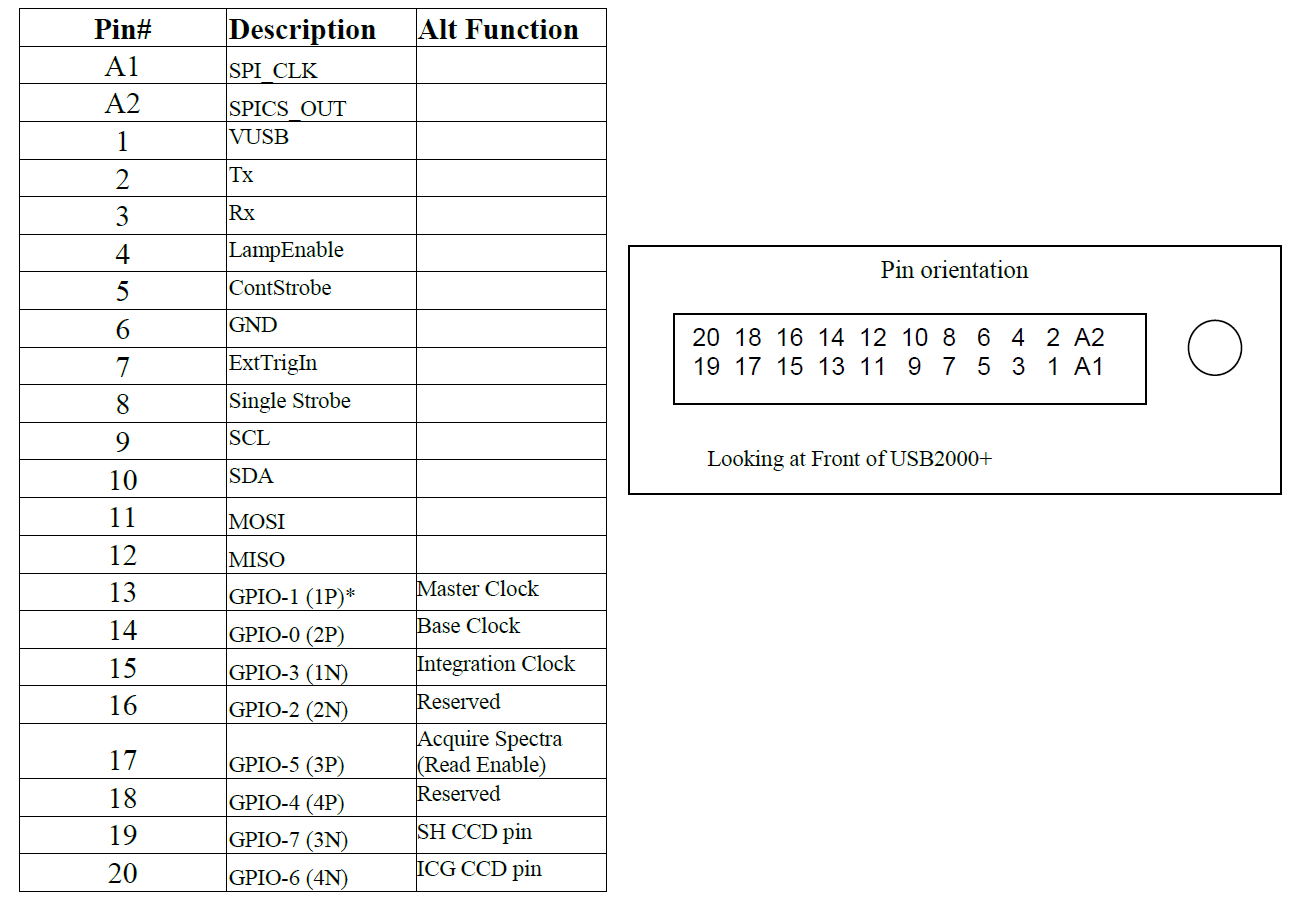 Pin# Description Alt Function
A1 SPI_CLK
A2 SPICS_OUT
1 VUSB
2 Tx
3 Rx
4 LampEnable
5 ContStrobe
6 GND
7 ExtTrigIn
8 Single Strobe
9 SCL
10 SDA
11 MOSI
12 MISO
13 GPIO-1 (1P)* Master Clock
14 GPIO-0 (2P) Base Clock
15 GPIO-3 (1N) Integration Clock
16 GPIO-2 (2N) Reserved
17 GPIO-5 (3P) Acquire Spectra
(Read Enable)
18 GPIO-4 (4P) Reserved
19 GPIO-7 (3N) SH CCD pin
20 GPIO-6 (4N) ICG CCD pin
Pin orientation
20 18 16 14 12 10 8 6 4 2 A2
19 17 15 13 11 9 7 5 3 1 A1
Looking at Front of USB2000+